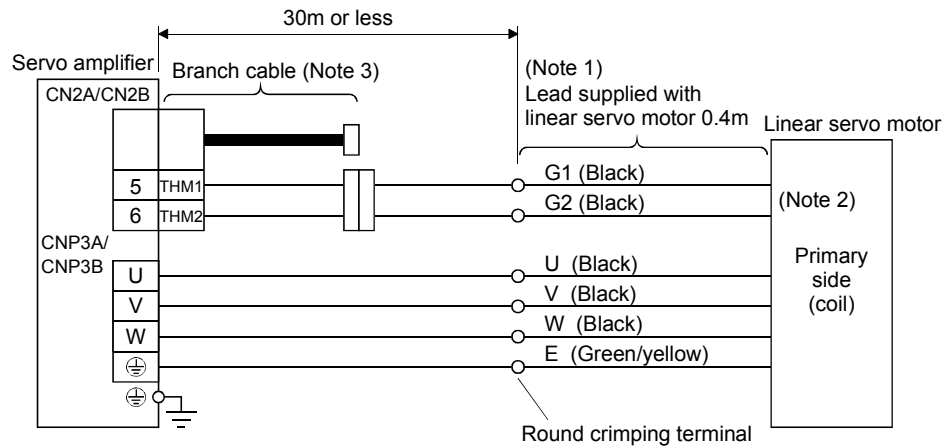 30m or less
Servo amplifier
Branch cable (Note 3)
(Note 1)
Lead supplied with
linear servo motor 0.4m
Linear servo motor
CN2A/CN2B
5 THM1
G1 (Black)
6 THM2
G2 (Black)
(Note 2)
CNP3A/
CNP3B
U
U (Black)
V
V (Black)
W
W (Black)
E (Green/yellow)
Primary
side
(coil)
Round crimping terminal